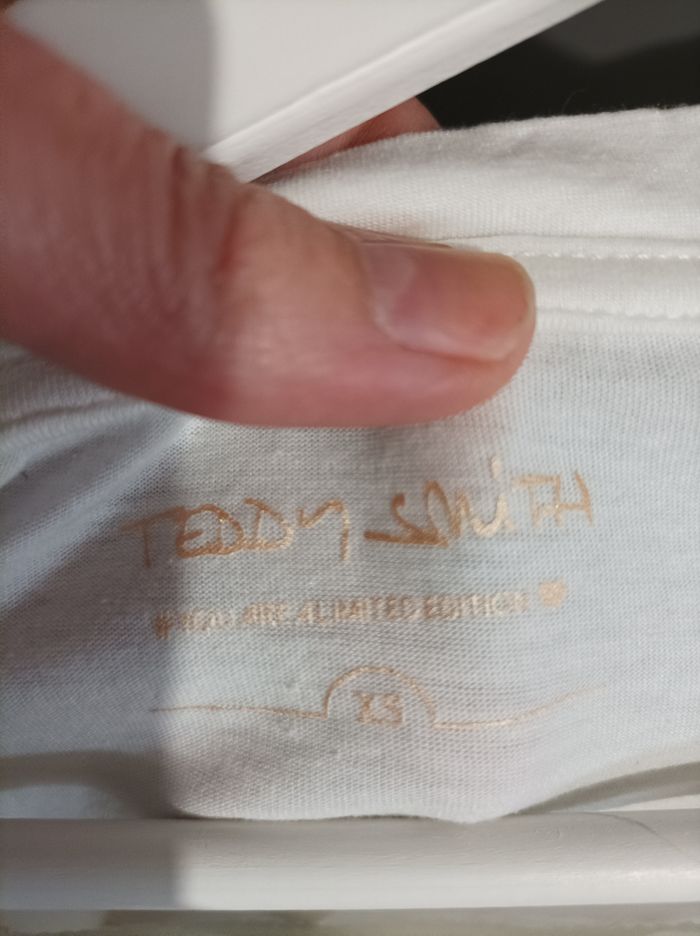 TEDDY SMiTH
#YOU ARE A LIMITED EDITION
XS